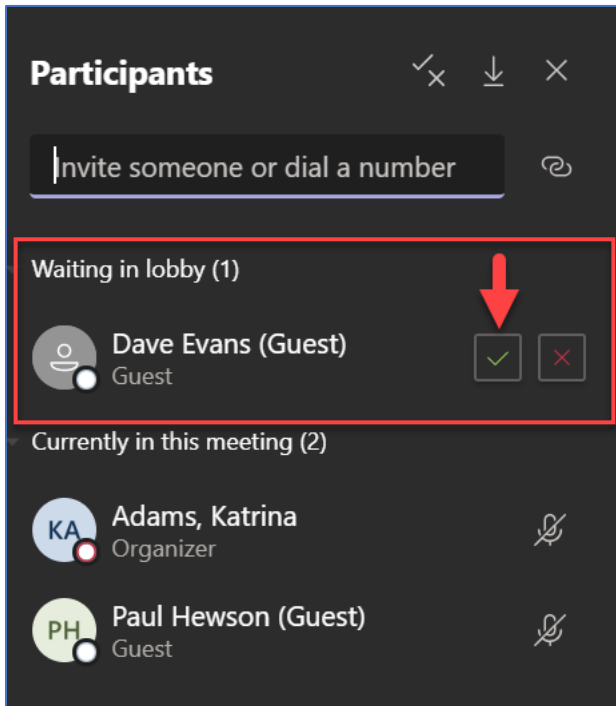 Participants
Invite someone or dial a number
Waiting in lobby (1)
Dave Evans (Guest)
Guest
Currently in this meeting (2)
KA
Adams, Katrina
Organizer
PH
Paul Hewson (Guest)
Guest